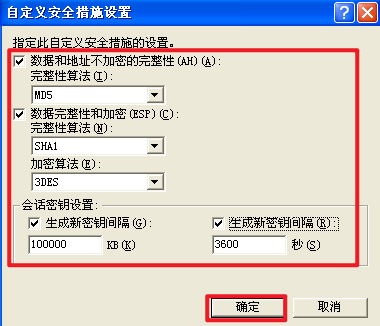 自定义安全措施设置
指定此自定义安全措施的设置。
数据和地址不加密的完整性(AH)(A):
完整性算法(I):
MD5
数据完整性和加密(ESP)(C):
完整性算法(N):
SHA1
加密算法(E):
3DES
会话密钥设置:
生成新密钥间隔(G): 生成新密钥间隔(R):
100000 KB(K) 3600 秒(S)
确定 取消